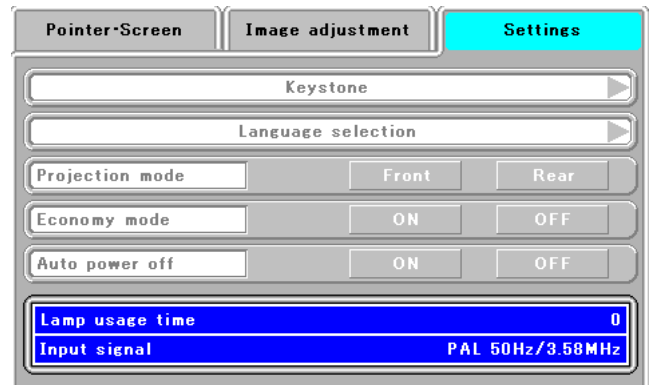 Pointer·Screen Image adjustment Settings
Keystone
Language selection
Projection mode Front Rear
Economy mode ON OFF
Auto power off ON OFF
Lamp usage time 0
Input signal PAL 50Hz/3.58MHz